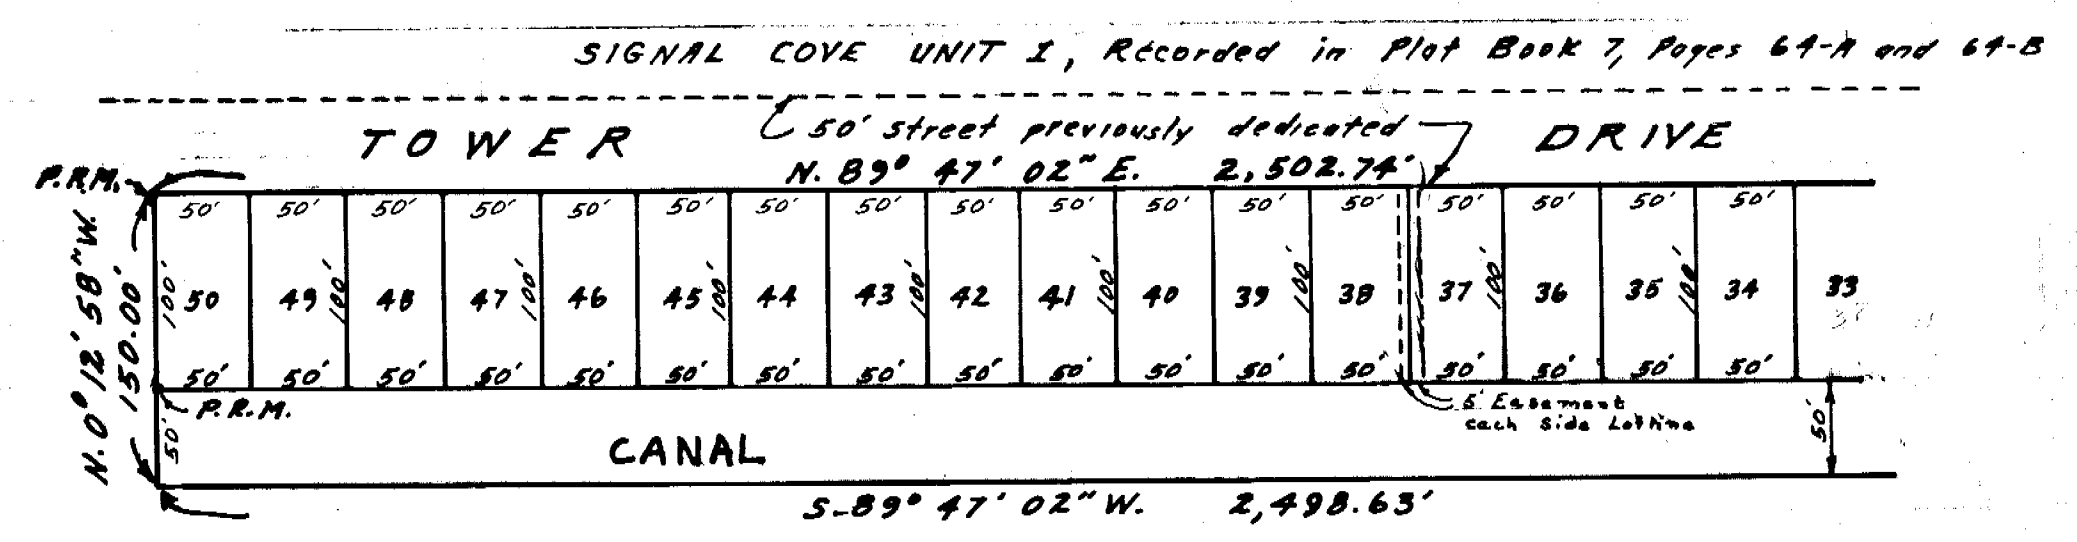 SIGNAL COVE UNIT 1, Recorded in Plat Book 7, Pages 64-A and 64-B
TOWER 50' Street previously dedicated DRIVE
P.R.M. N. 89° 47' 02" E. 2,502.74'
50' 50' 50' 50' 50' 50' 50' 50' 50' 50' 50' 50' 50' 50' 50' 50' 50'
N. 0° 12' 58" W.
150.00'
100' 50 49 100' 48 47 100' 46 45 100' 44 43 100' 42 41 100' 40 39 100' 38 37 100' 36 35 100' 34 33
50' 50' 50' 50' 50' 50' 50' 50' 50' 50' 50' 50' 50' 50' 50' 50' 50'
P.R.M.
5' Easement
each side Lot line
50' CANAL 50'
S-89° 47' 02" W. 2,498.63'